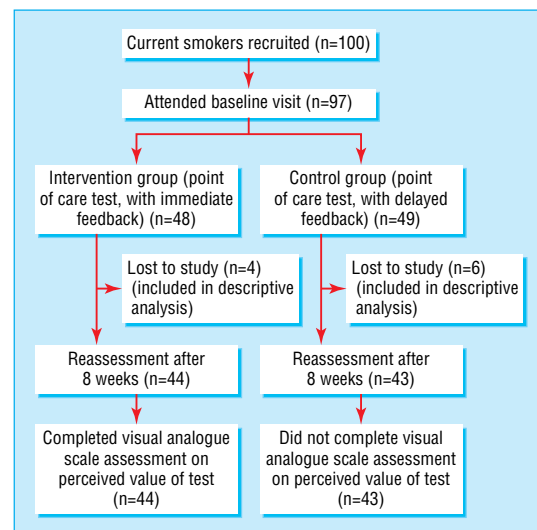 Current smokers recruited (n=100)
Attended baseline visit (n=97)
Intervention group (point
of care test, with immediate
feedback) (n=48)
Control group (point
of care test, with delayed
feedback) (n=49)
Lost to study (n=4)
(included in descriptive
analysis)
Lost to study (n=6)
(included in descriptive
analysis)
Reassessment after
8 weeks (n=44)
Reassessment after
8 weeks (n=43)
Completed visual analogue
scale assessment on
perceived value of test
(n=44)
Did not complete visual
analogue scale assessment
on perceived value of test
(n=43)